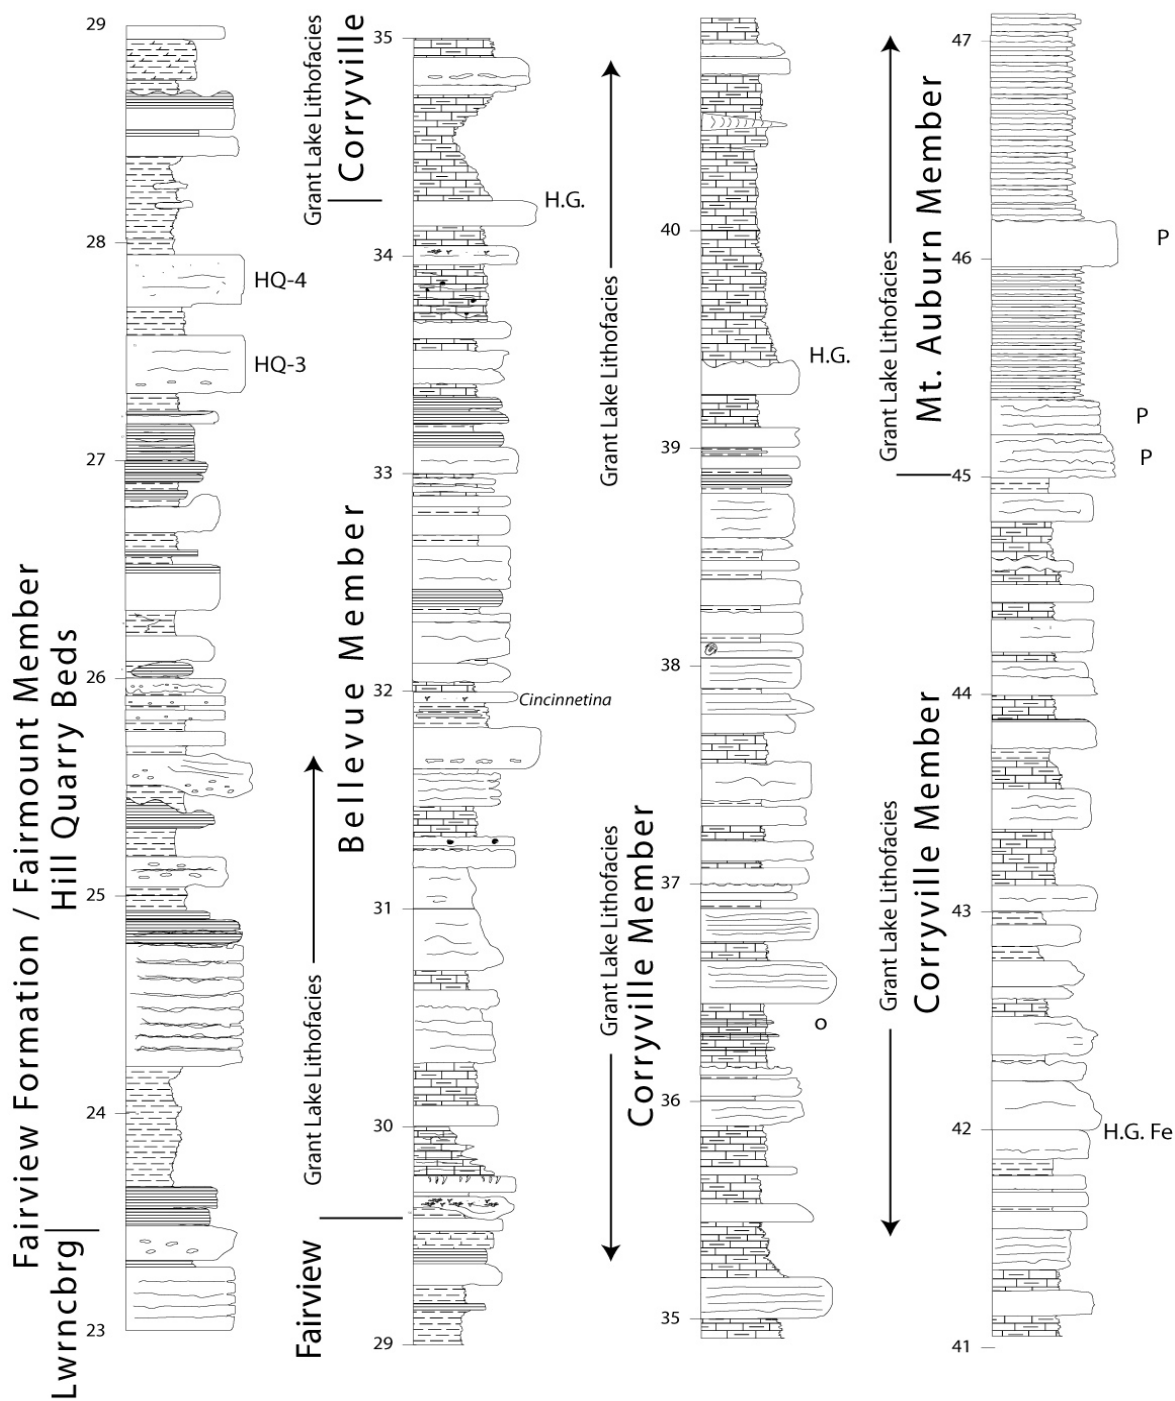 29
28
27
26
25
24
23
HQ-4
HQ-3
Fairview Formation / Fairmount Member
Hill Quarry Beds
Lwrncbrg
35
34
33
32
31
30
29
Grant Lake Lithofacies
Corryville
H.G.
Bellevue Member
Cincinnetina
Grant Lake Lithofacies
Fairview
40
39
38
37
36
35
Grant Lake Lithofacies
H.G.
Grant Lake Lithofacies
Corryville Member
O
47
46
45
44
43
42
41
Grant Lake Lithofacies
Mt. Auburn Member
P
P
P
Grant Lake Lithofacies
Corryville Member
H.G. Fe